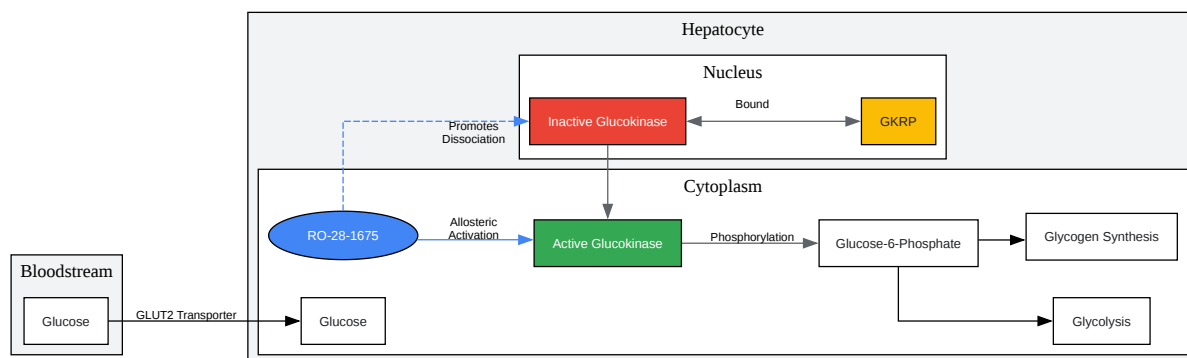 Hepatocyte
Nucleus
Inactive Glucokinase
Bound
GKRP
Promotes
Dissociation
Cytoplasm
RO-28-1675
Allosteric
Activation
Active Glucokinase
Phosphorylation
Glucose-6-Phosphate
Glycogen Synthesis
Bloodstream
Glucose
GLUT2 Transporter
Glucose
Glycolysis